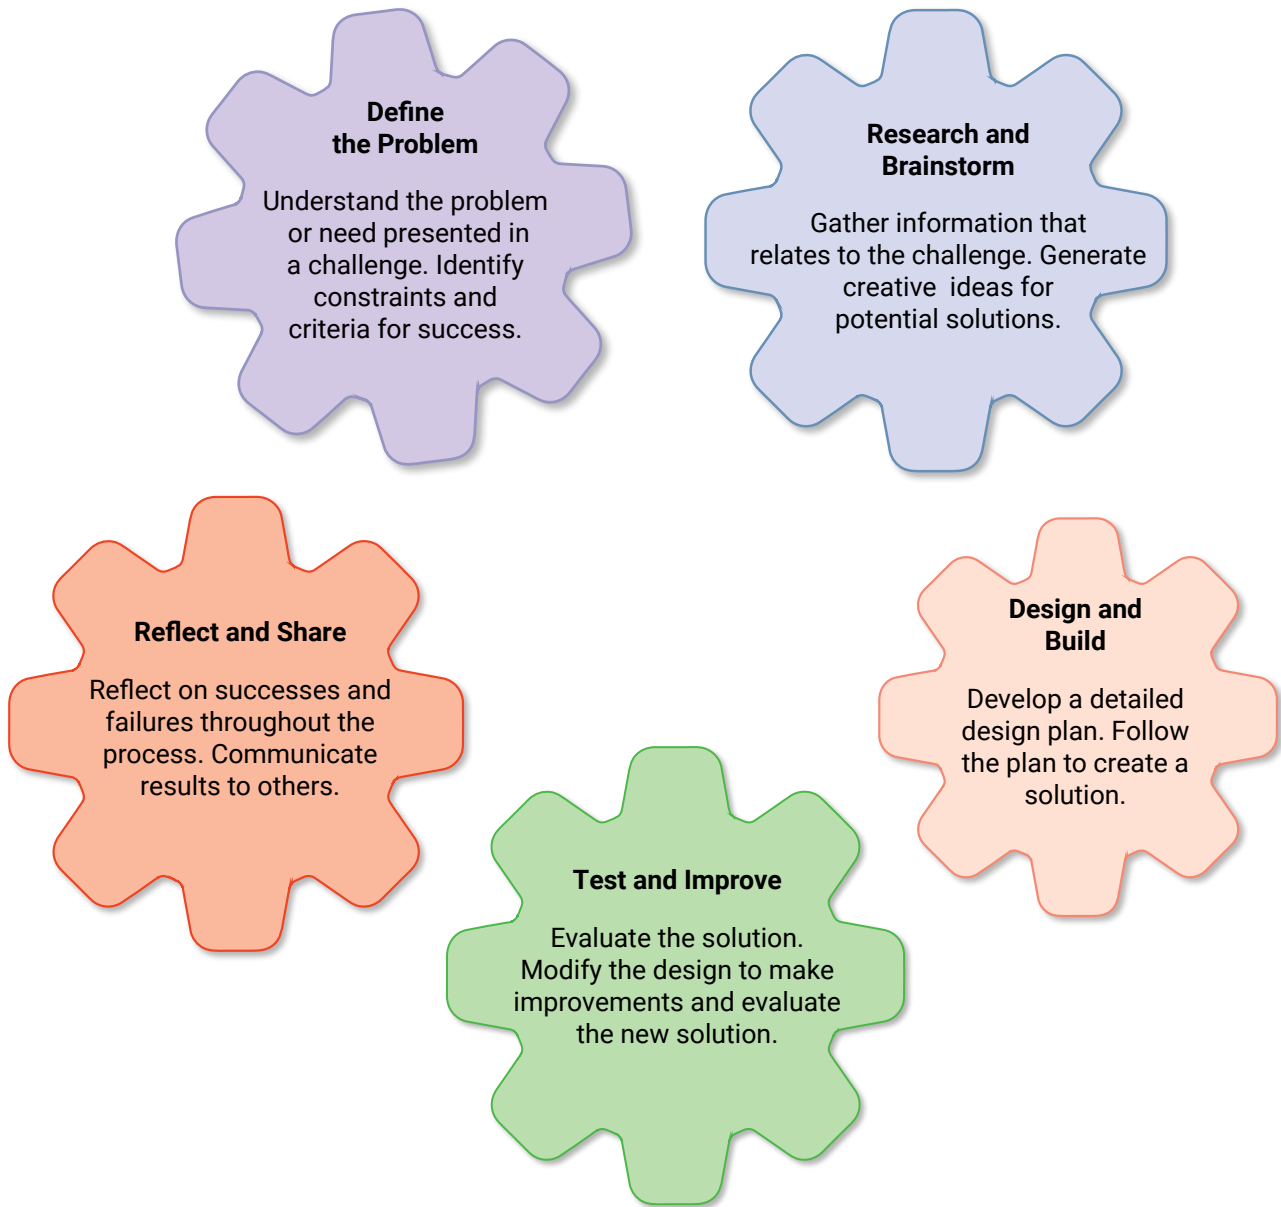 Define
the Problem
Understand the problem
or need presented in
a challenge. Identify
constraints and
criteria for success.
Research and
Brainstorm
Gather information that
relates to the challenge. Generate
creative  ideas for
potential solutions.
Design and
Build
Develop a detailed
design plan. Follow
the plan to create a
solution.
Test and Improve
Evaluate the solution.
Modify the design to make
improvements and evaluate
the new solution.
Reflect and Share
Reflect on successes and
failures throughout the
process. Communicate
results to others.